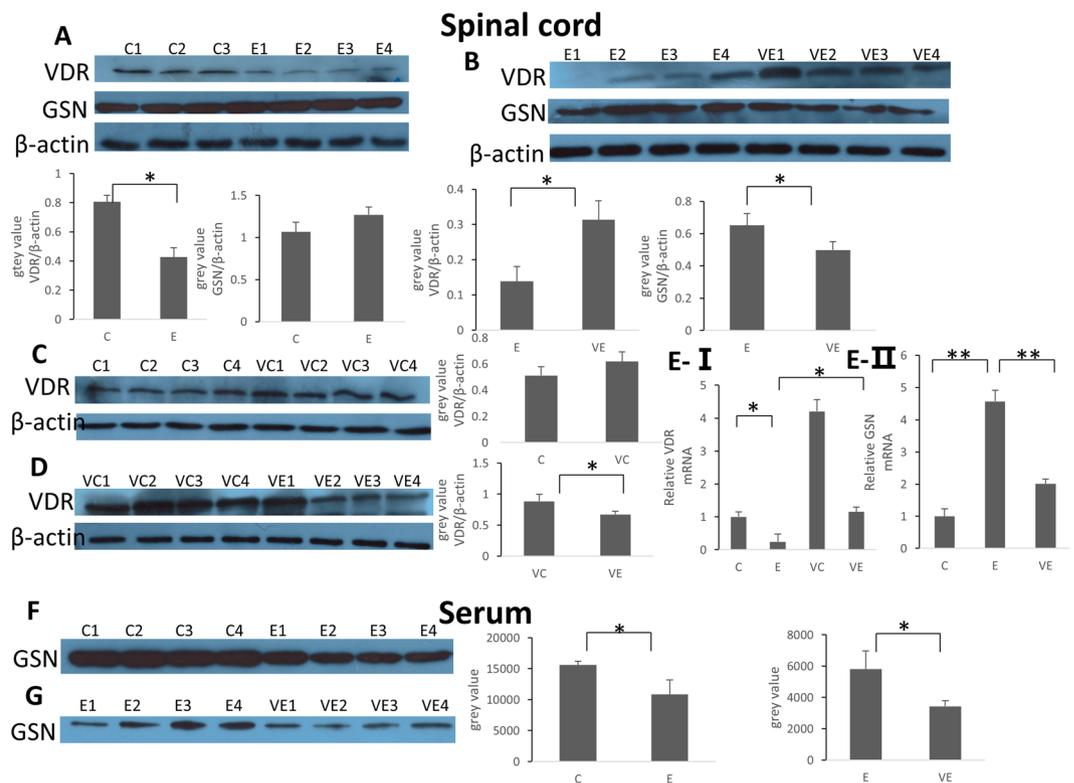 Spinal cord
A
C1 C2 C3 E1 E2 E3 E4
VDR
GSN
β-actin
1
0.8
0.6
0.4
0.2
0
gtey value
VDR/β-actin
*
C E
1.5
1
0.5
0
grey value
GSN/β-actin
C E
B
E1 E2 E3 E4 VE1 VE2 VE3 VE4
VDR
GSN
β-actin
0.4
0.3
0.2
0.1
0
grey value
VDR/β-actin
*
E VE
0.8
0.6
0.4
0.2
0
grey value
GSN/β-actin
*
E VE
C
C1 C2 C3 C4 VC1 VC2 VC3 VC4
VDR
β-actin
0.8
0.6
0.4
0.2
0
grey value
VDR/β-actin
C VC
D
VC1 VC2 VC3 VC4 VE1 VE2 VE3 VE4
VDR
β-actin
1.5
1
0.5
0
grey value
VDR/β-actin
*
VC VE
E-Ⅰ
5
4
3
2
1
0
Relative VDR
mRNA
*
*
C E VC VE
E-Ⅱ
6
5
4
3
2
1
0
Relative GSN
mRNA
** **
C E VE
Serum
F
C1 C2 C3 C4 E1 E2 E3 E4
GSN
20000
15000
10000
5000
0
grey value
*
C E
G
E1 E2 E3 E4 VE1 VE2 VE3 VE4
GSN
8000
6000
4000
2000
0
grey value
*
E VE